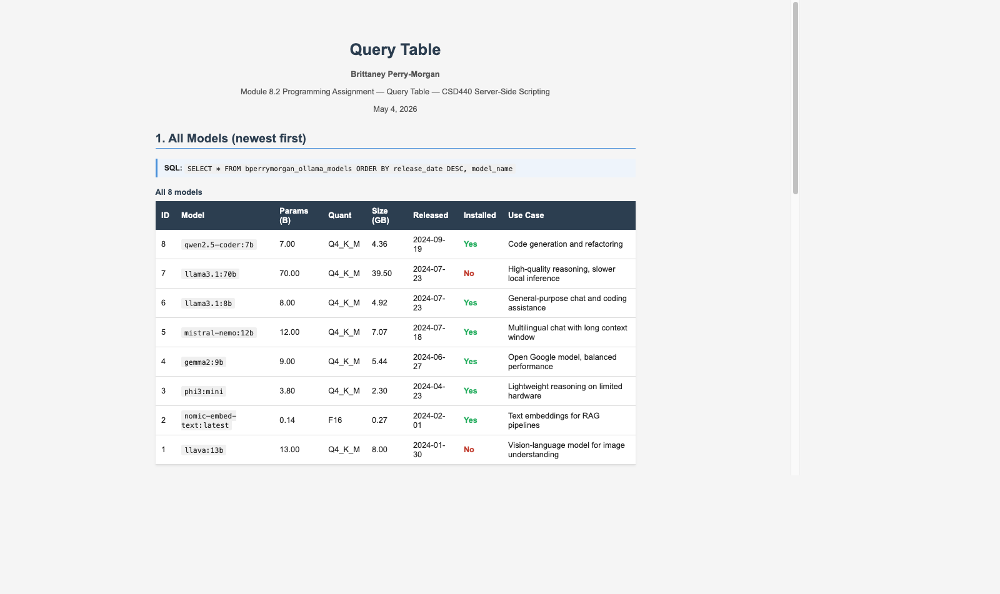 Query Table
Brittaney Perry-Morgan
Module 8.2 Programming Assignment — Query Table — CSD440 Server-Side Scripting
May 4, 2026
1. All Models (newest first)
SQL: SELECT * FROM bperrymorgan_ollama_models ORDER BY release_date DESC, model_name
All 8 models
ID Model Params (B) Quant Size (GB) Released Installed Use Case
8 qwen2.5-coder:7b 7.00 Q4_K_M 4.36 2024-09-19 Yes Code generation and refactoring
7 llama3.1:70b 70.00 Q4_K_M 39.50 2024-07-23 No High-quality reasoning, slower local inference
6 llama3.1:8b 8.00 Q4_K_M 4.92 2024-07-23 Yes General-purpose chat and coding assistance
5 mistral-nemo:12b 12.00 Q4_K_M 7.07 2024-07-18 Yes Multilingual chat with long context window
4 gemma2:9b 9.00 Q4_K_M 5.44 2024-06-27 Yes Open Google model, balanced performance
3 phi3:mini 3.80 Q4_K_M 2.30 2024-04-23 Yes Lightweight reasoning on limited hardware
2 nomic-embed-text:latest 0.14 F16 0.27 2024-02-01 Yes Text embeddings for RAG pipelines
1 llava:13b 13.00 Q4_K_M 8.00 2024-01-30 No Vision-language model for image understanding